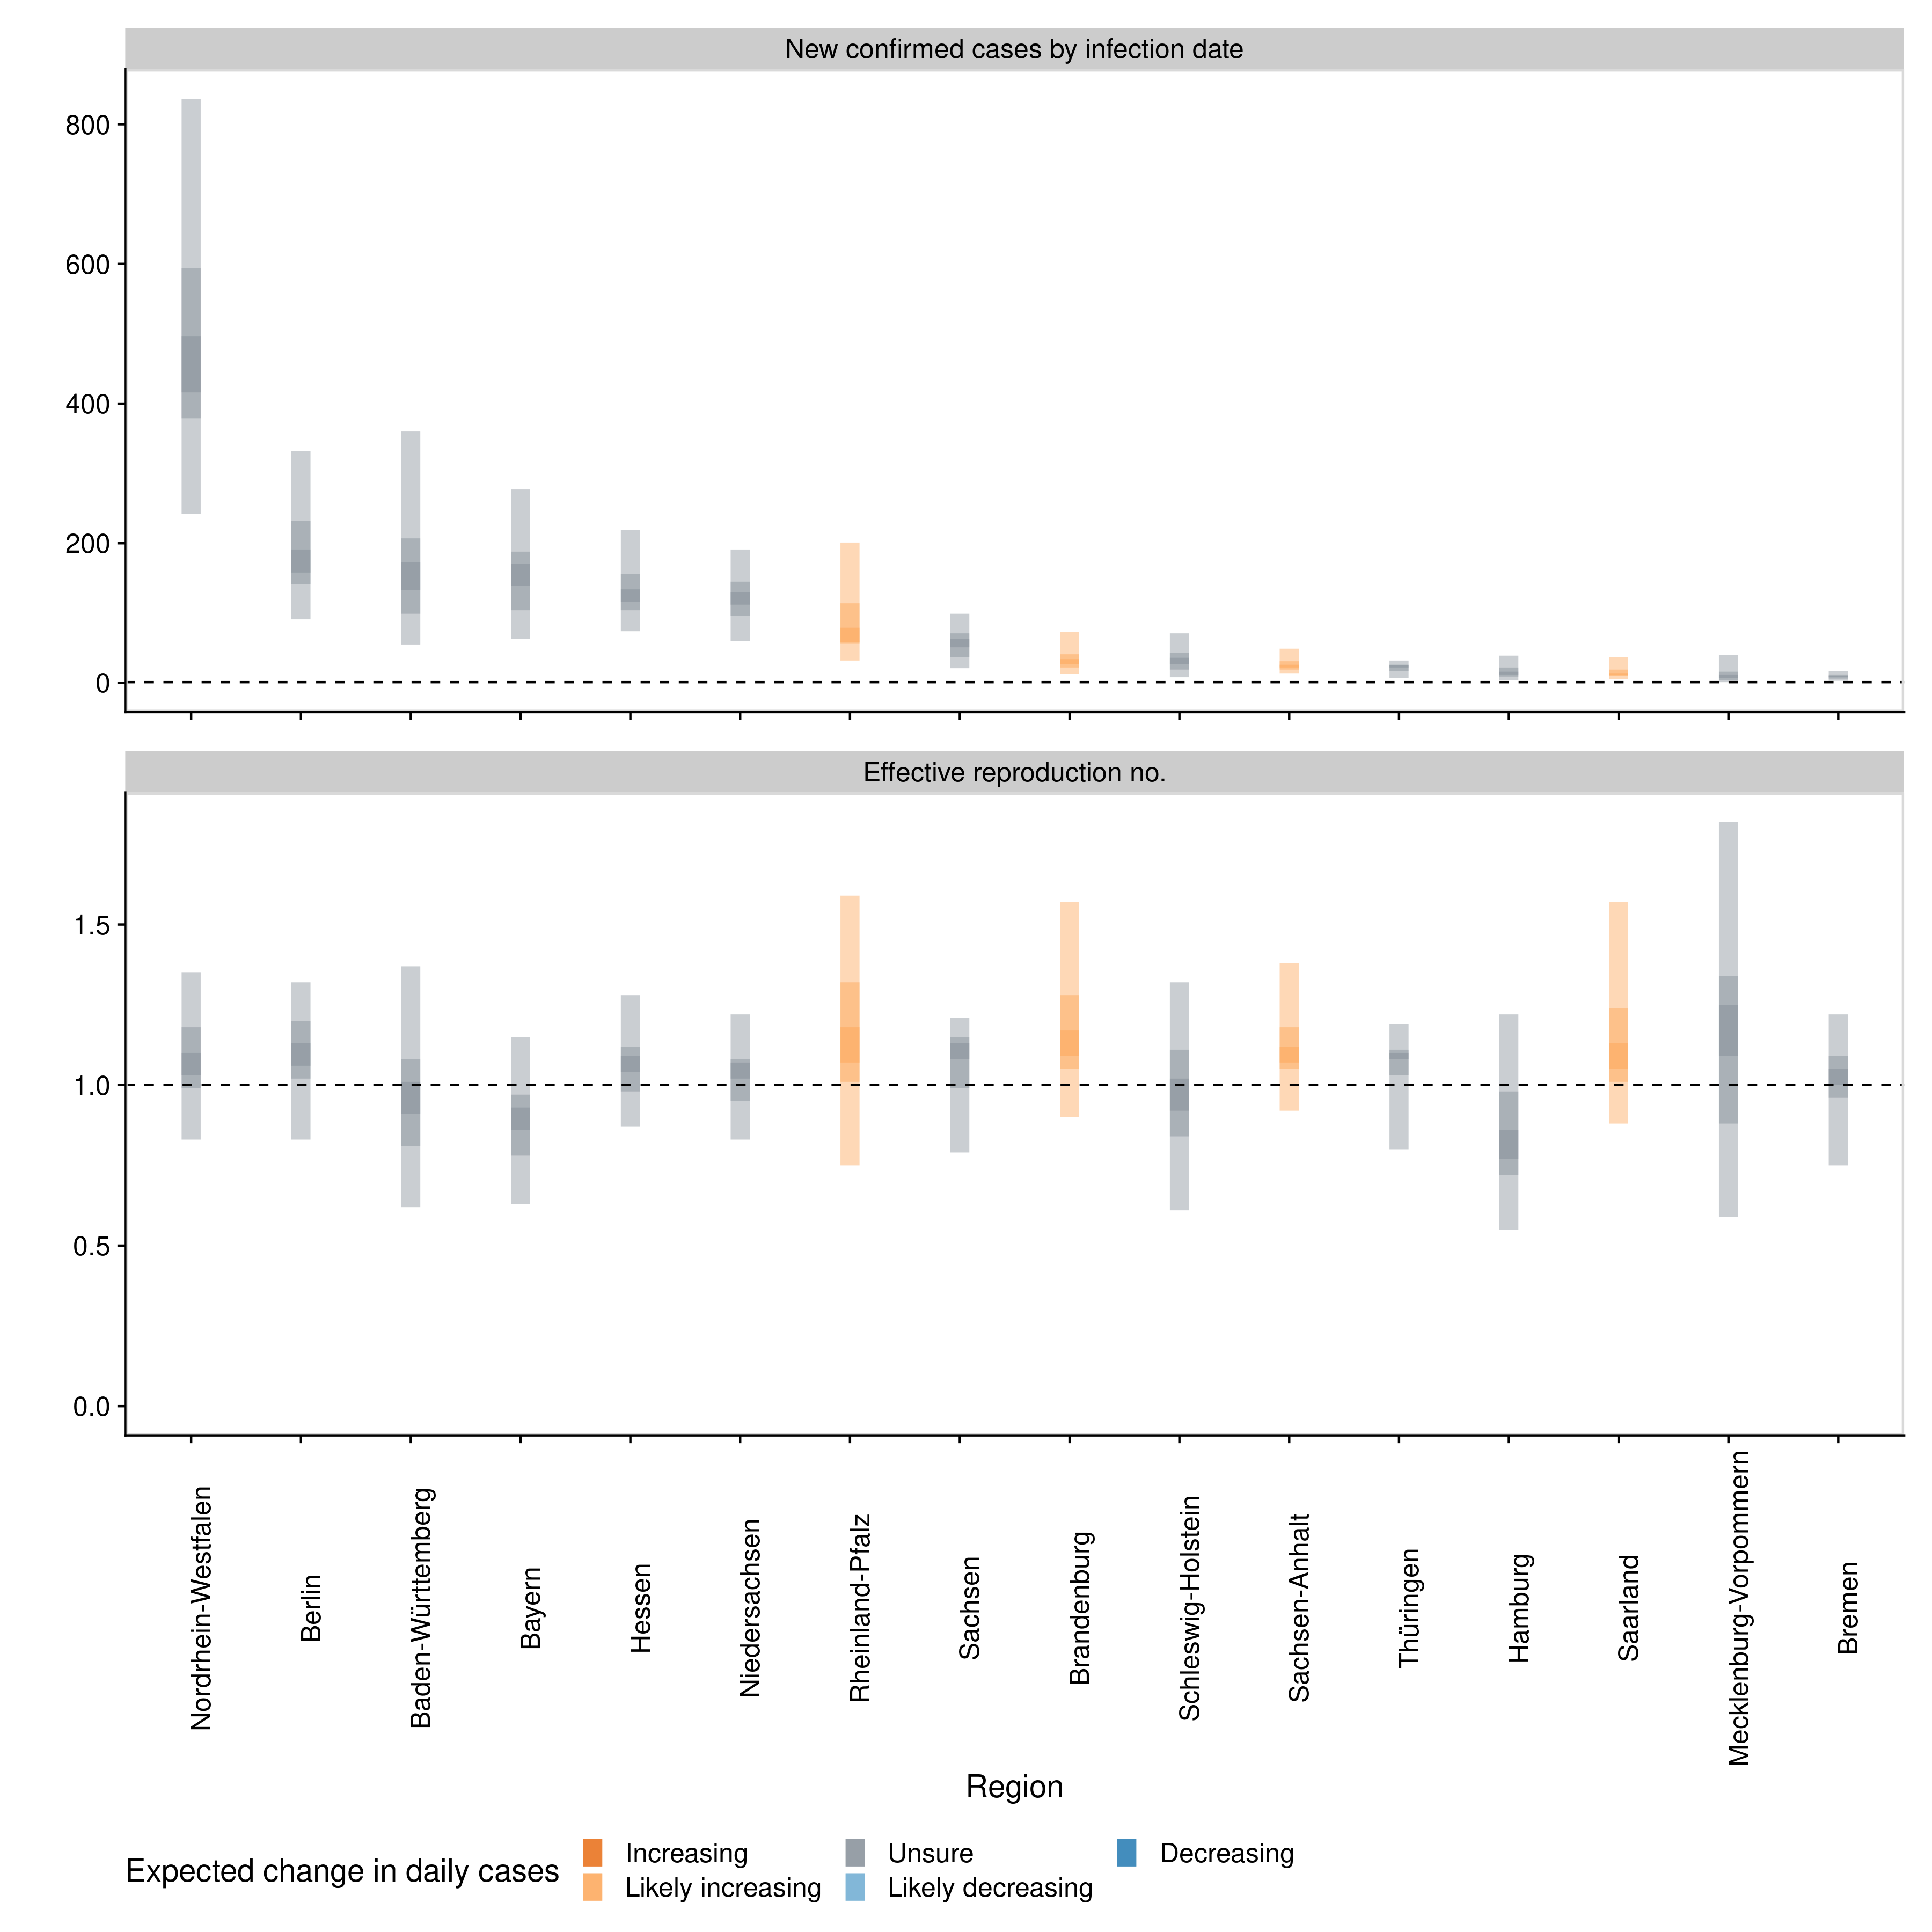 New confirmed cases by infection date
800
600
400
200
0
Effective reproduction no.
1.5
1.0
0.5
0.0
Nordrhein-Westfalen
Berlin
Baden-Württemberg
Bayern
Hessen
Niedersachsen
Rheinland-Pfalz
Sachsen
Brandenburg
Schleswig-Holstein
Sachsen-Anhalt
Thüringen
Hamburg
Saarland
Mecklenburg-Vorpommern
Bremen
Region
Expected change in daily cases
Increasing
Unsure
Decreasing
Likely increasing
Likely decreasing